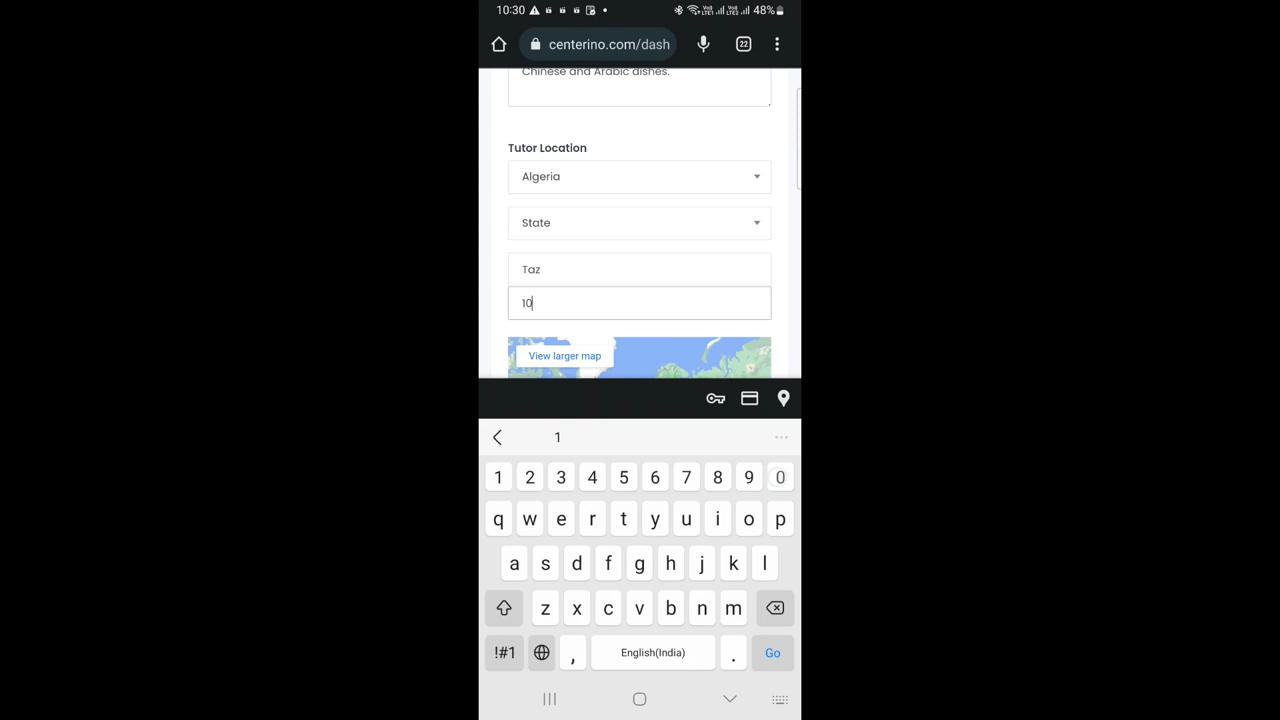 10:30
48%
centerino.com/dash
22
Chinese and Arabic dishes.
Tutor Location
Algeria
State
Taz
10
View larger map
1
1 2 3 4 5 6 7 8 9 0
q w e r t y u i o p
a s d f g h j k l
z x c v b n m
!#1 , English(India) . Go